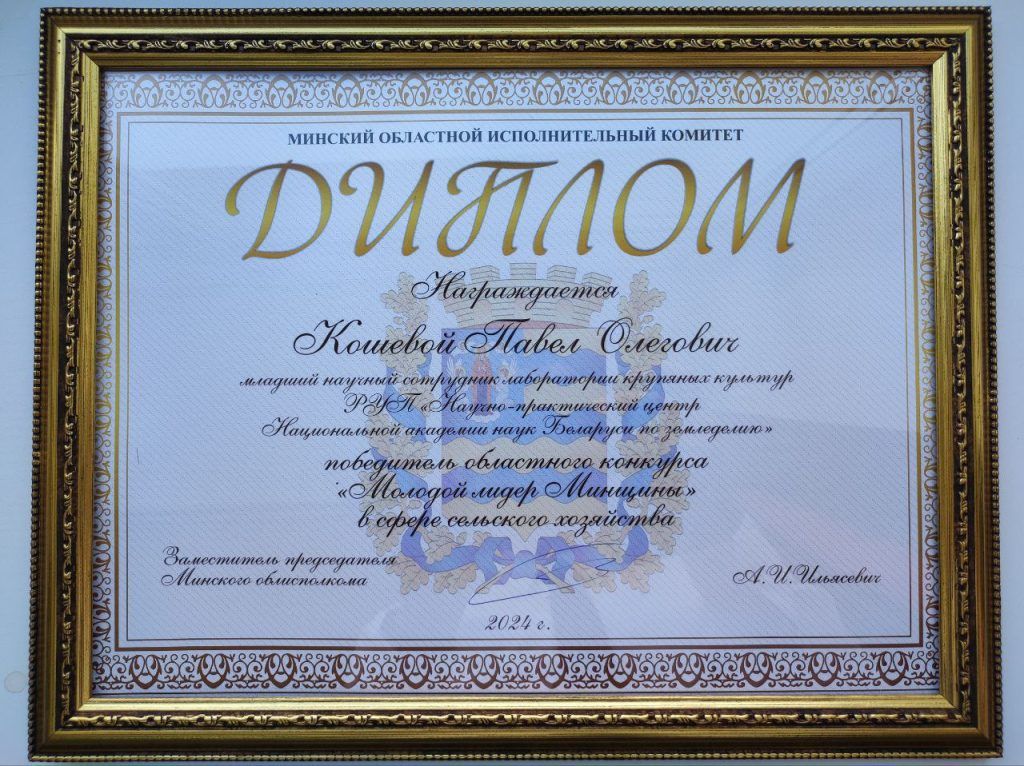 МИНСКИЙ ОБЛАСТНОЙ ИСПОЛНИТЕЛЬНЫЙ КОМИТЕТ
ДИПЛОМ
Награждается
Кошевой Павел Олегович
младший научный сотрудник лаборатории крупяных культур
РУП «Научно-практический центр
Национальной академии наук Беларуси по земледелию»
победитель областного конкурса
«Молодой лидер Минщины»
в сфере сельского хозяйства
Заместитель председателя
Минского облисполкома
А.И.Ильясевич
2024 г.